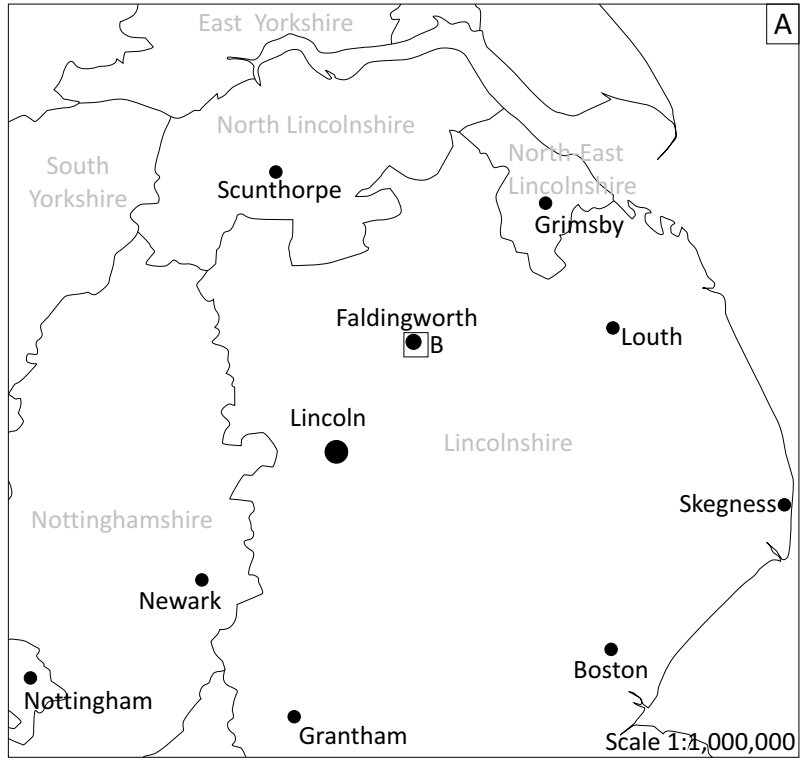 East Yorkshire
A
North Lincolnshire
South
Yorkshire
North-East
Lincolnshire
Scunthorpe
Grimsby
Faldingworth
B
Louth
Lincoln
Lincolnshire
Skegness
Nottinghamshire
Newark
Boston
Nottingham
Grantham
Scale 1:1,000,000